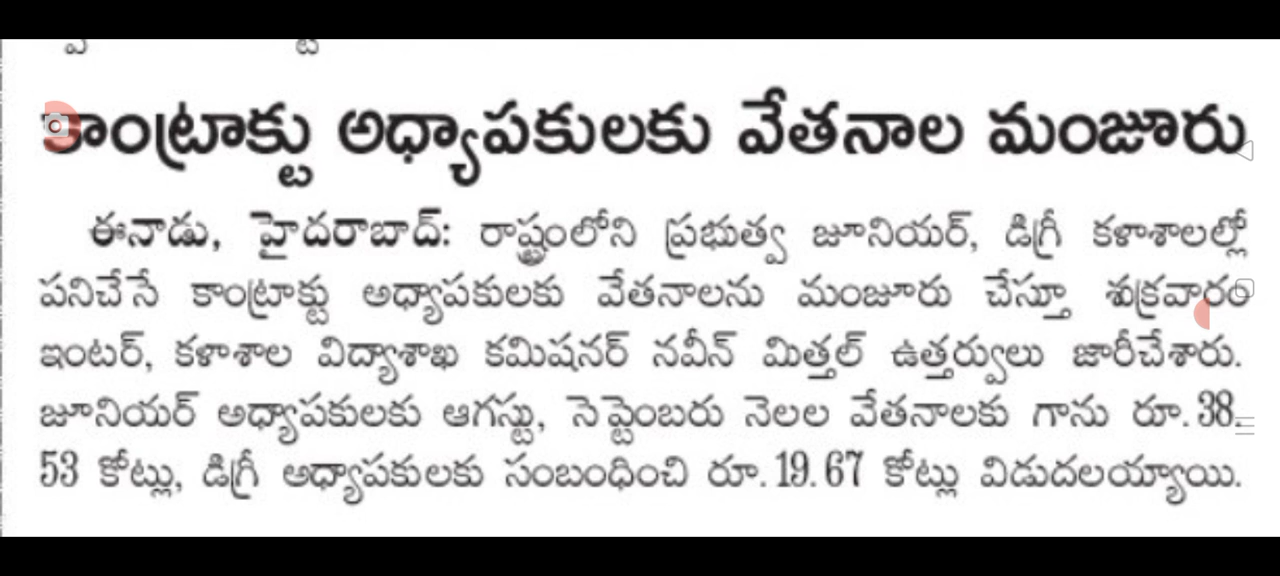 కాంట్రాక్టు అధ్యాపకులకు వేతనాల మంజూరు
ఈనాడు, హైదరాబాద్: రాష్ట్రంలోని ప్రభుత్వ జూనియర్, డిగ్రీ కళాశాలల్లో
పనిచేసే కాంట్రాక్టు అధ్యాపకులకు వేతనాలను మంజూరు చేస్తూ శుక్రవారం
ఇంటర్, కళాశాల విద్యాశాఖ కమిషనర్ నవీన్ మిత్తల్ ఉత్తర్వులు జారీచేశారు.
జూనియర్ అధ్యాపకులకు ఆగస్టు, సెప్టెంబరు నెలల వేతనాలకు గాను రూ.38.
53 కోట్లు, డిగ్రీ అధ్యాపకులకు సంబంధించి రూ.19.67 కోట్లు విడుదలయ్యాయి.